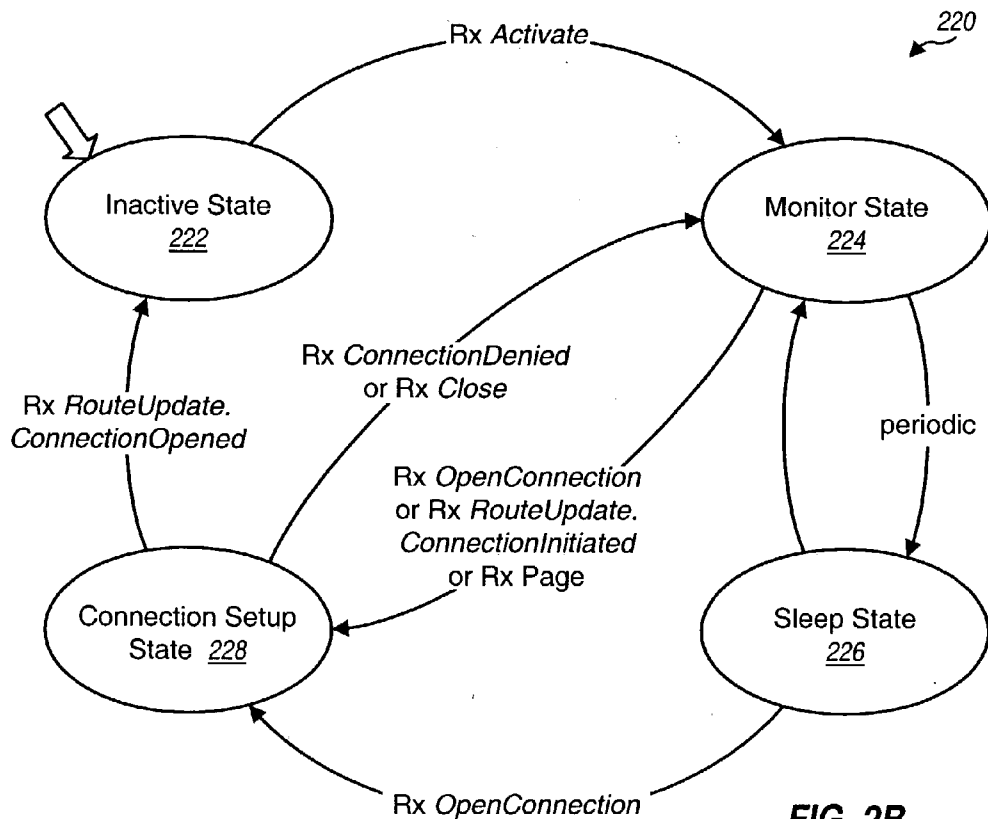 220
Rx Activate
Inactive State
222
Monitor State
224
Rx ConnectionDenied
or Rx Close
Rx RouteUpdate.
ConnectionOpened
periodic
Rx OpenConnection
or Rx RouteUpdate.
ConnectionInitiated
or Rx Page
Connection Setup
State 228
Sleep State
226
Rx OpenConnection
FIG. 2B